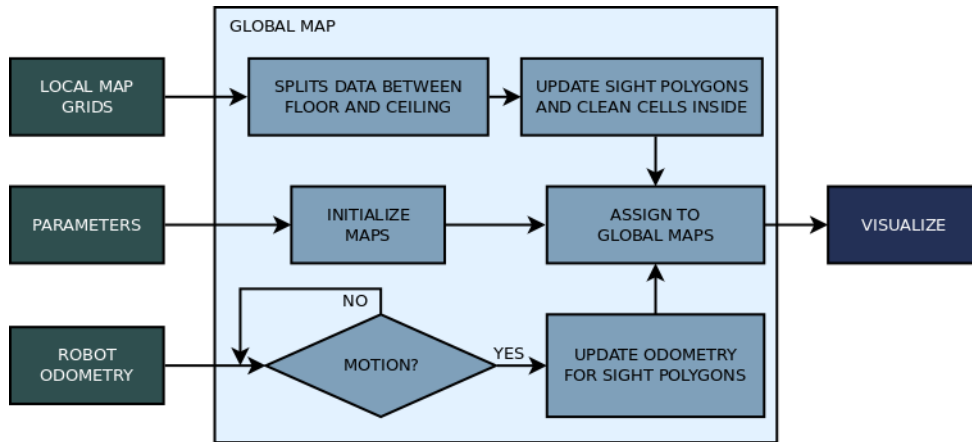 GLOBAL MAP
LOCAL MAP
GRIDS
SPLITS DATA BETWEEN
FLOOR AND CEILING
UPDATE SIGHT POLYGONS
AND CLEAN CELLS INSIDE
PARAMETERS
INITIALIZE
MAPS
ASSIGN TO
GLOBAL MAPS
VISUALIZE
NO
ROBOT
ODOMETRY
MOTION?
YES
UPDATE ODOMETRY
FOR SIGHT POLYGONS